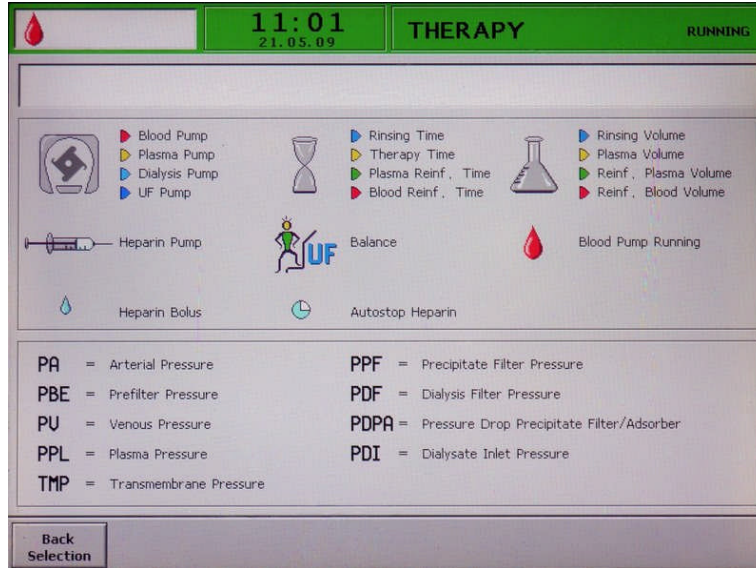 11:01
21.05.09
THERAPY
RUNNING
Blood Pump
Plasma Pump
Dialysis Pump
UF Pump
Rinsing Time
Therapy Time
Plasma Reinf. Time
Blood Reinf. Time
Rinsing Volume
Plasma Volume
Reinf. Plasma Volume
Reinf. Blood Volume
Heparin Pump
UF
Balance
Blood Pump Running
Heparin Bolus
Autostop Heparin
PA = Arterial Pressure
PBE = Prefilter Pressure
PV = Venous Pressure
PPL = Plasma Pressure
TMP = Transmembrane Pressure
PPF = Precipitate Filter Pressure
PDF = Dialysis Filter Pressure
PDPA = Pressure Drop Precipitate Filter/Adsorber
PDI = Dialysate Inlet Pressure
Back
Selection